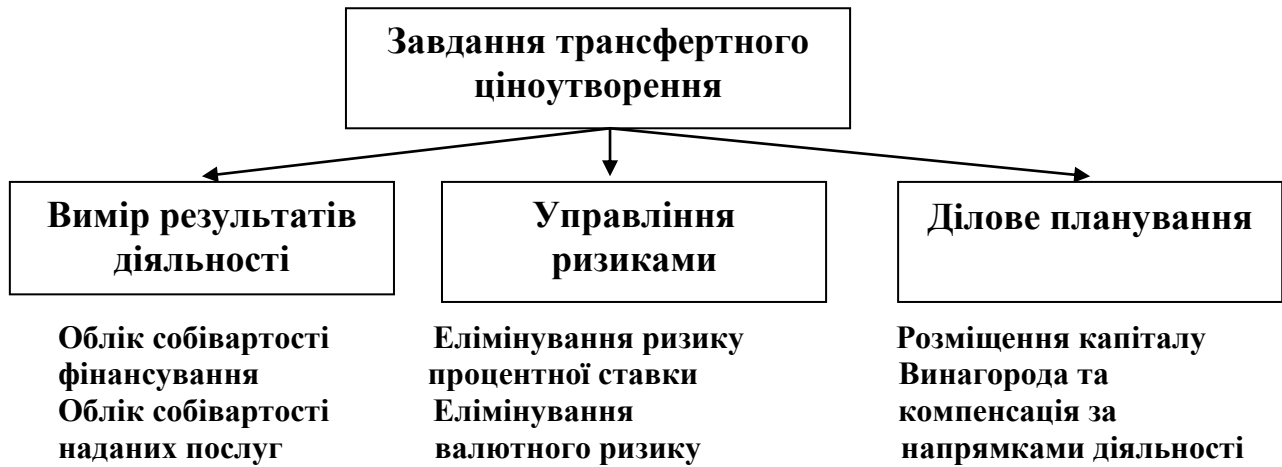 Завдання трансфертного
ціноутворення
Вимір результатів
діяльності
Управління
ризиками
Ділове планування
Облік собівартості
фінансування
Облік собівартості
наданих послуг
Елімінування ризику
процентної ставки
Елімінування
валютного ризику
Розміщення капіталу
Винагорода та
компенсація за
напрямками діяльності